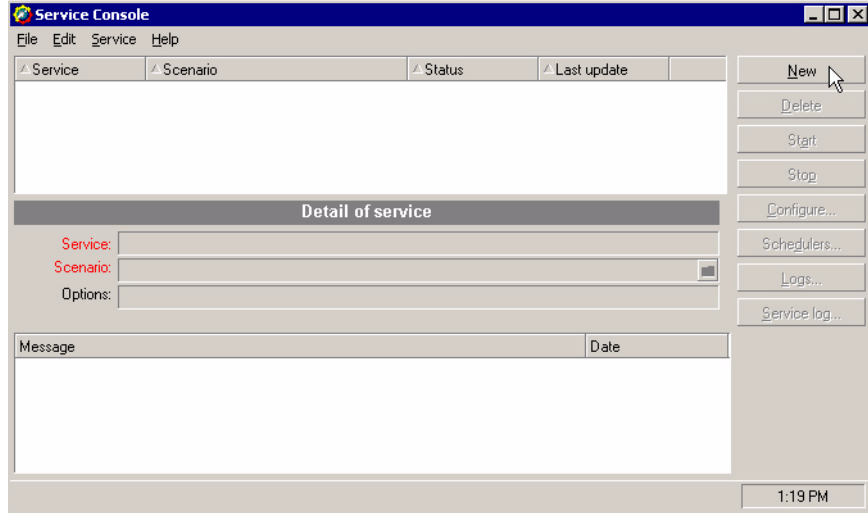 Service Console
File Edit Service Help
Service Scenario Status Last update
New
Delete
Start
Stop
Detail of service
Configure...
Service:
Schedulers...
Scenario:
Logs...
Options:
Service log...
Message Date
1:19 PM